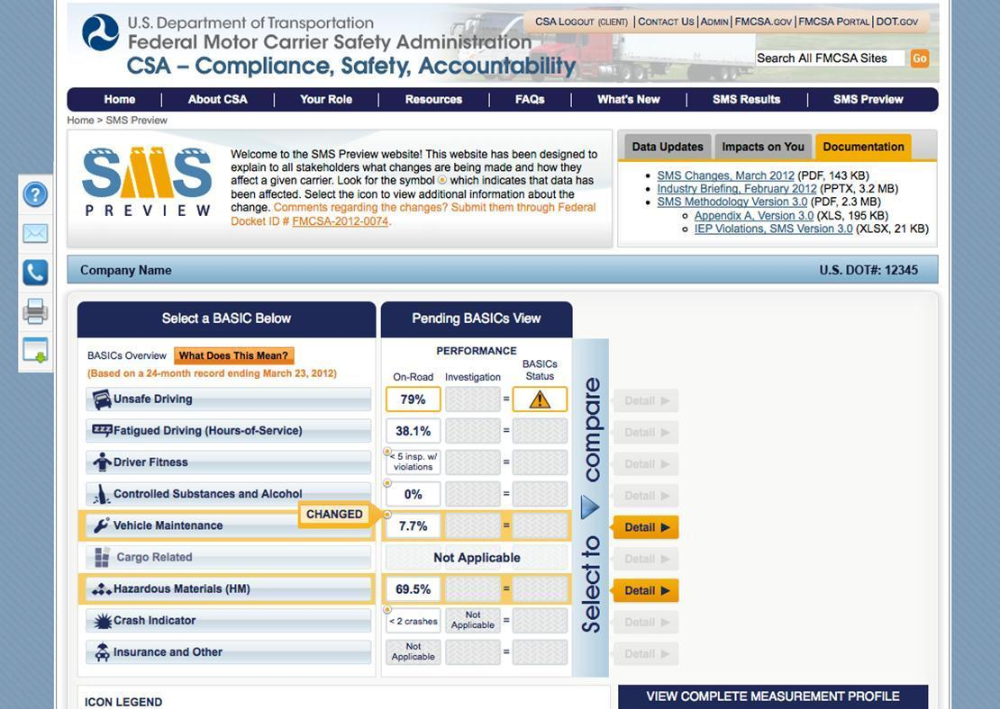 U.S. Department of Transportation
Federal Motor Carrier Safety Administration
CSA – Compliance, Safety, Accountability
CSA LOGOUT (CLIENT) | CONTACT US | ADMIN | FMCSA.GOV | FMCSA PORTAL | DOT.GOV
Search All FMCSA Sites Go
Home About CSA Your Role Resources FAQs What's New SMS Results SMS Preview
Home > SMS Preview
SMS
PREVIEW
Welcome to the SMS Preview website! This website has been designed to
explain to all stakeholders what changes are being made and how they
affect a given carrier. Look for the symbol which indicates that data has
been affected. Select the icon to view additional information about the
change. Comments regarding the changes? Submit them through Federal
Docket ID # FMCSA-2012-0074.
Data Updates Impacts on You Documentation
• SMS Changes, March 2012 (PDF, 143 KB)
• Industry Briefing, February 2012 (PPTX, 3.2 MB)
• SMS Methodology Version 3.0 (PDF, 2.3 MB)
Appendix A, Version 3.0 (XLS, 195 KB)
IEP Violations, SMS Version 3.0 (XLSX, 21 KB)
Company Name U.S. DOT#: 12345
Select a BASIC Below Pending BASICs View
BASICs Overview What Does This Mean?
(Based on a 24-month record ending March 23, 2012)
PERFORMANCE
On-Road Investigation BASICs
Status
Unsafe Driving 79% = Detail
Fatigued Driving (Hours-of-Service) 38.1% = Detail
Driver Fitness < 5 insp. w/
violations = Detail
Controlled Substances and Alcohol 0% = Detail
CHANGED
Vehicle Maintenance 7.7% = Detail
Cargo Related Not Applicable Detail
Hazardous Materials (HM) 69.5% = Detail
Crash Indicator < 2 crashes Not
Applicable = Detail
Insurance and Other Not
Applicable = Detail
Select to compare
ICON LEGEND
VIEW COMPLETE MEASUREMENT PROFILE